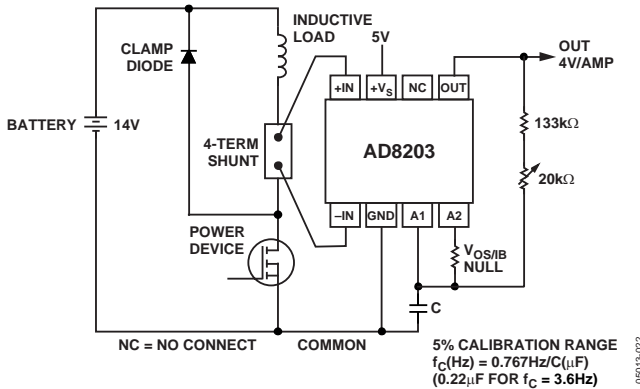 INDUCTIVE
LOAD
CLAMP
DIODE
5V
OUT
4V/AMP
+IN
+VS
NC
OUT
BATTERY
14V
4-TERM
SHUNT
AD8203
133kΩ
20kΩ
–IN
GND
A1
A2
POWER
DEVICE
VOS/IB
NULL
C
NC = NO CONNECT
COMMON
5% CALIBRATION RANGE
fC(Hz) = 0.767Hz/C(μF)
(0.22μF FOR fC = 3.6Hz)
05013-022